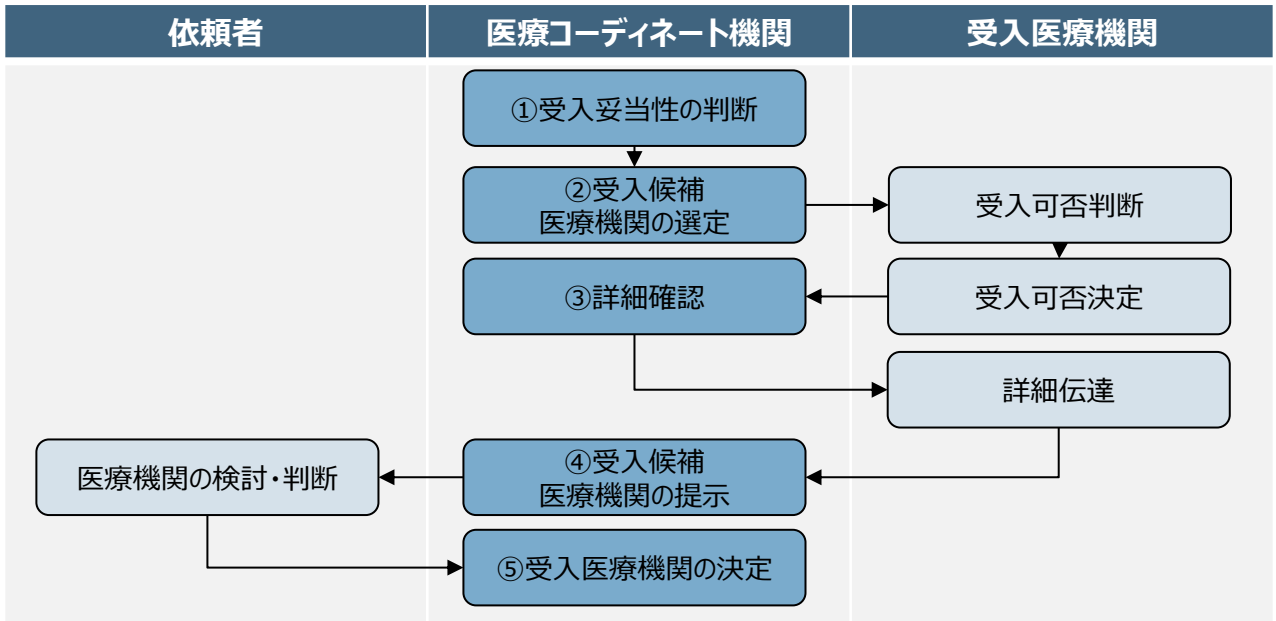 依頼者
医療コーディネート機関
受入医療機関
①受入妥当性の判断
②受入候補
医療機関の選定
受入可否判断
③詳細確認
受入可否決定
詳細伝達
医療機関の検討・判断
④受入候補
医療機関の提示
⑤受入医療機関の決定